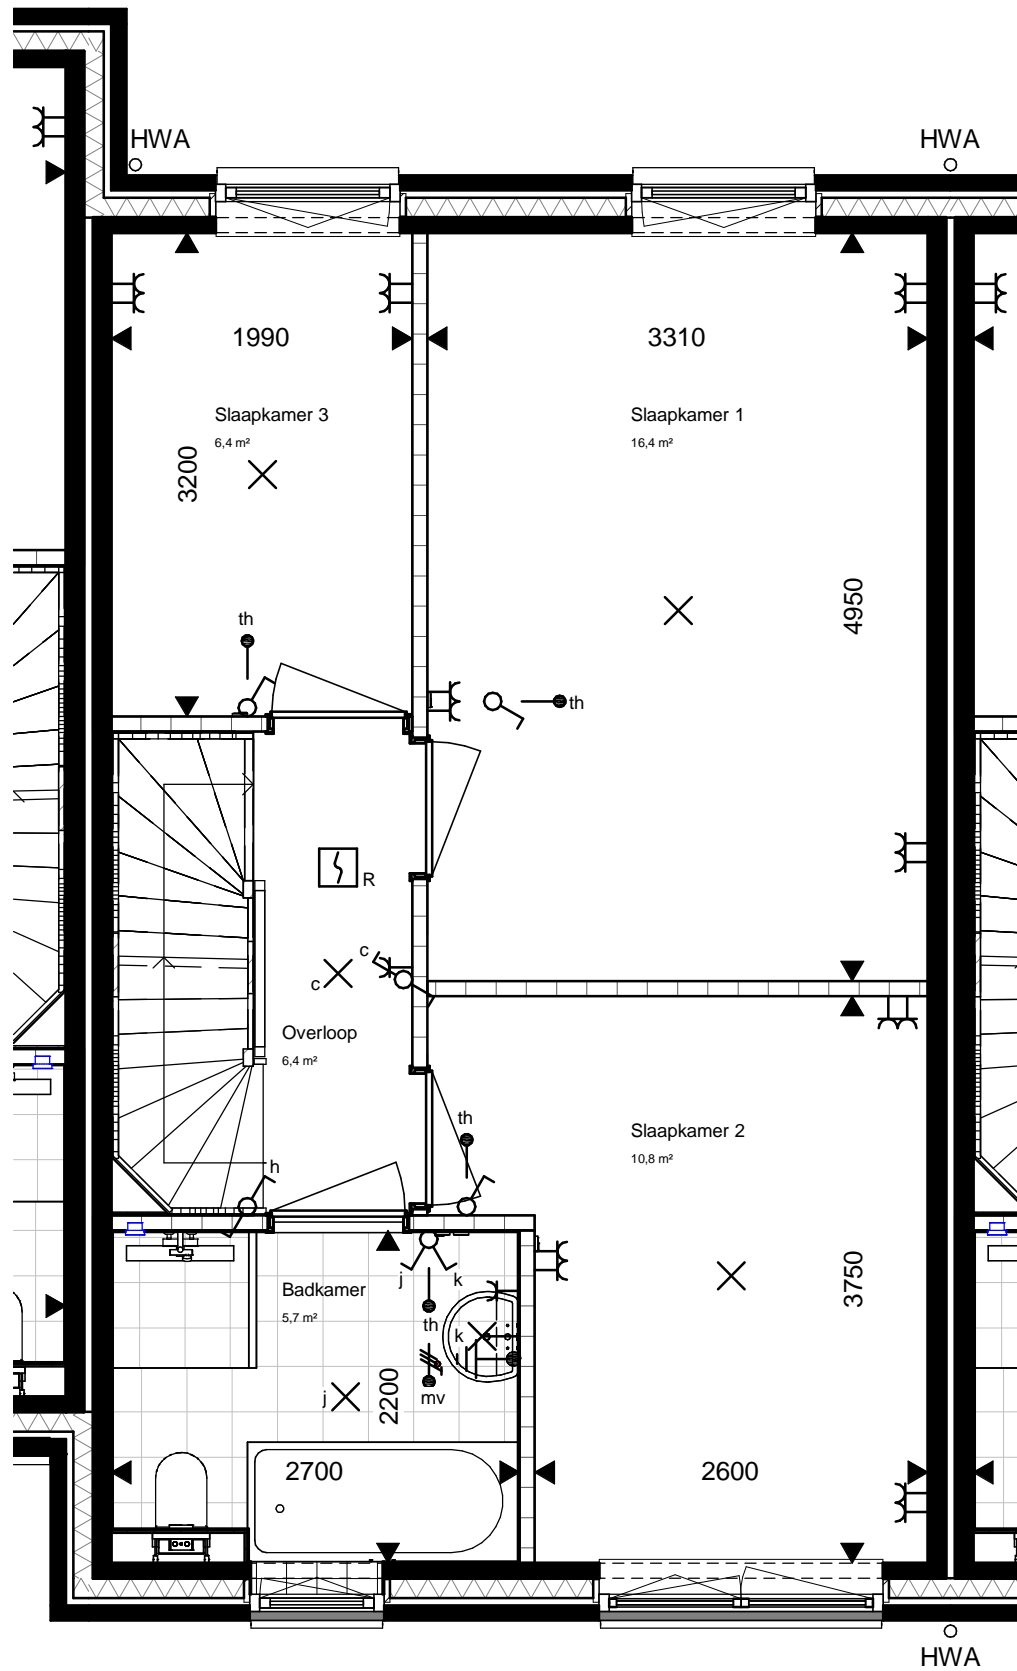 HWA
HWA
1990
3310
Slaapkamer 3
6,4 m²
Slaapkamer 1
16,4 m²
3200
4950
th
th
R
c
c
Overloop
6,4 m²
th
Slaapkamer 2
10,8 m²
h
j
k
Badkamer
5,7 m²
th
k
3750
j
2200
mv
2700
2600
HWA